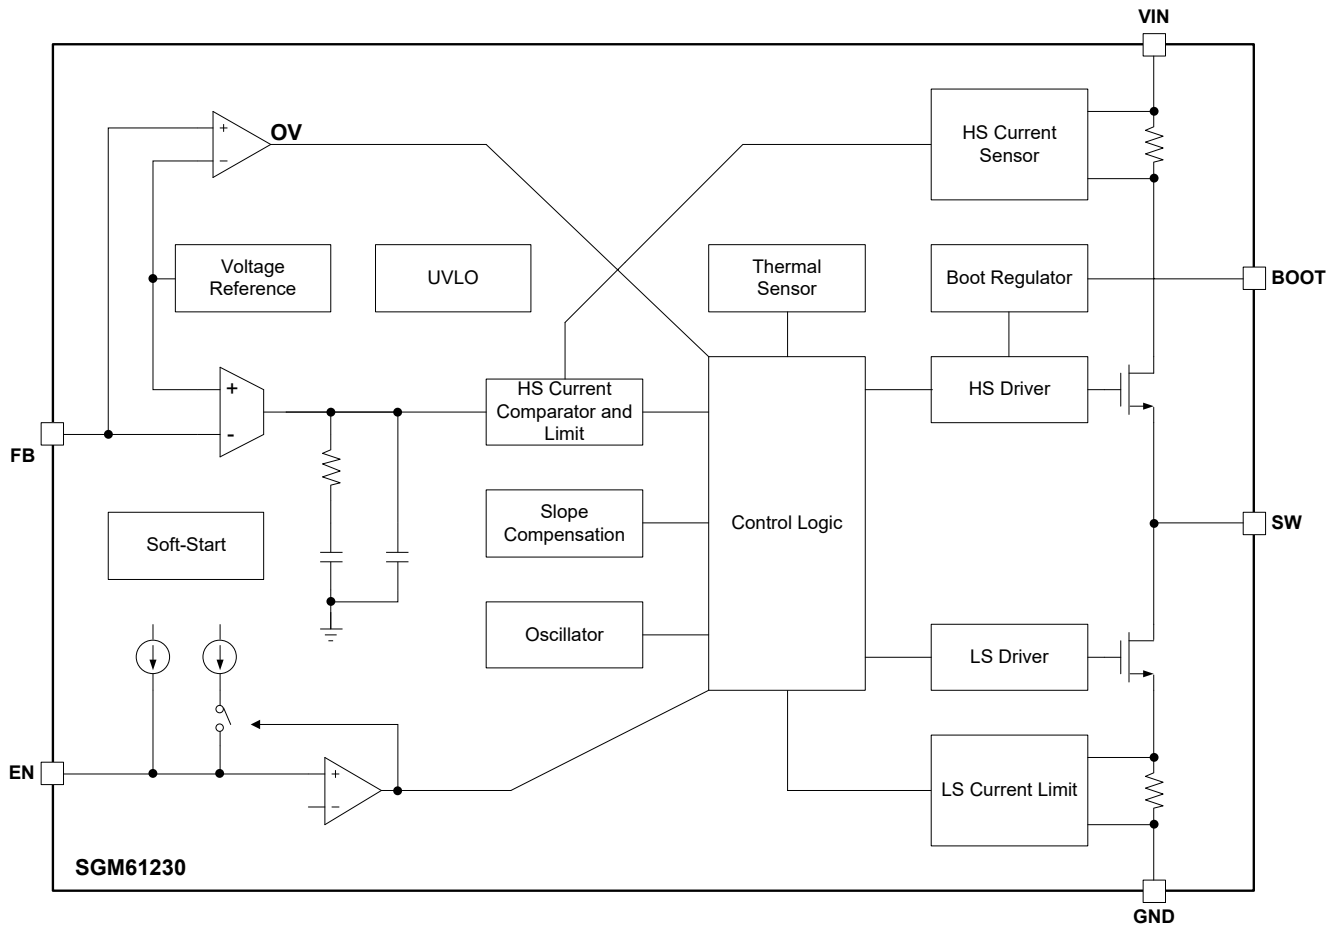 VIN
OV
+
−
HS Current
Sensor
Voltage
Reference
UVLO
Thermal
Sensor
Boot Regulator
BOOT
+
-
HS Current
Comparator and
Limit
HS Driver
FB
Soft-Start
Slope
Compensation
Control Logic
SW
Oscillator
LS Driver
EN
+
−
LS Current Limit
SGM61230
GND